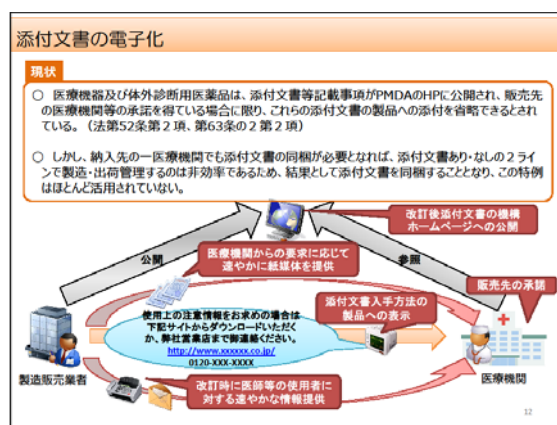 添付文書の電子化
現状
○ 医療機器及び体外診断用医薬品は、添付文書等記載事項がPMDAのHPに公開され、販売先
の医療機関等の承諾を得ている場合に限り、これらの添付文書の製品への添付を省略できるとさ
れている。（法第52条第２項、第63条の２第２項）
○ しかし、納入先の一医療機関でも添付文書の同梱が必要となれば、添付文書あり・なしの２ライ
ンで製造・出荷管理するのは非効率であるため、結果として添付文書を同梱することとなり、この特例
はほとんど活用されていない。
改訂後添付文書の機構
ホームページへの公開
公開
医療機関からの要求に応じて
速やかに紙媒体を提供
参照
販売先の承諾
使用上の注意情報をお求めの場合は
下記サイトからダウンロードいただく
か、弊社営業店まで御連絡ください。
http://www.xxxxxx.co.jp/
0120-XXX-XXXX
添付文書入手方法の
製品への表示
製造販売業者
医療機関
改訂時に医師等の使用者に
対する速やかな情報提供
12